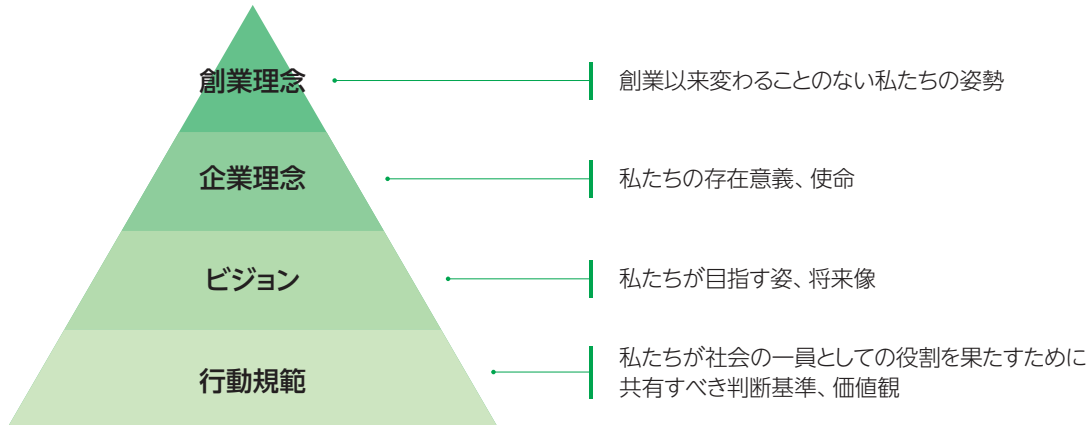 創業理念
創業以来変わることのない私たちの姿勢
企業理念
私たちの存在意義、使命
ビジョン
私たちが目指す姿、将来像
行動規範
私たちが社会の一員としての役割を果たすために
共有すべき判断基準、価値観